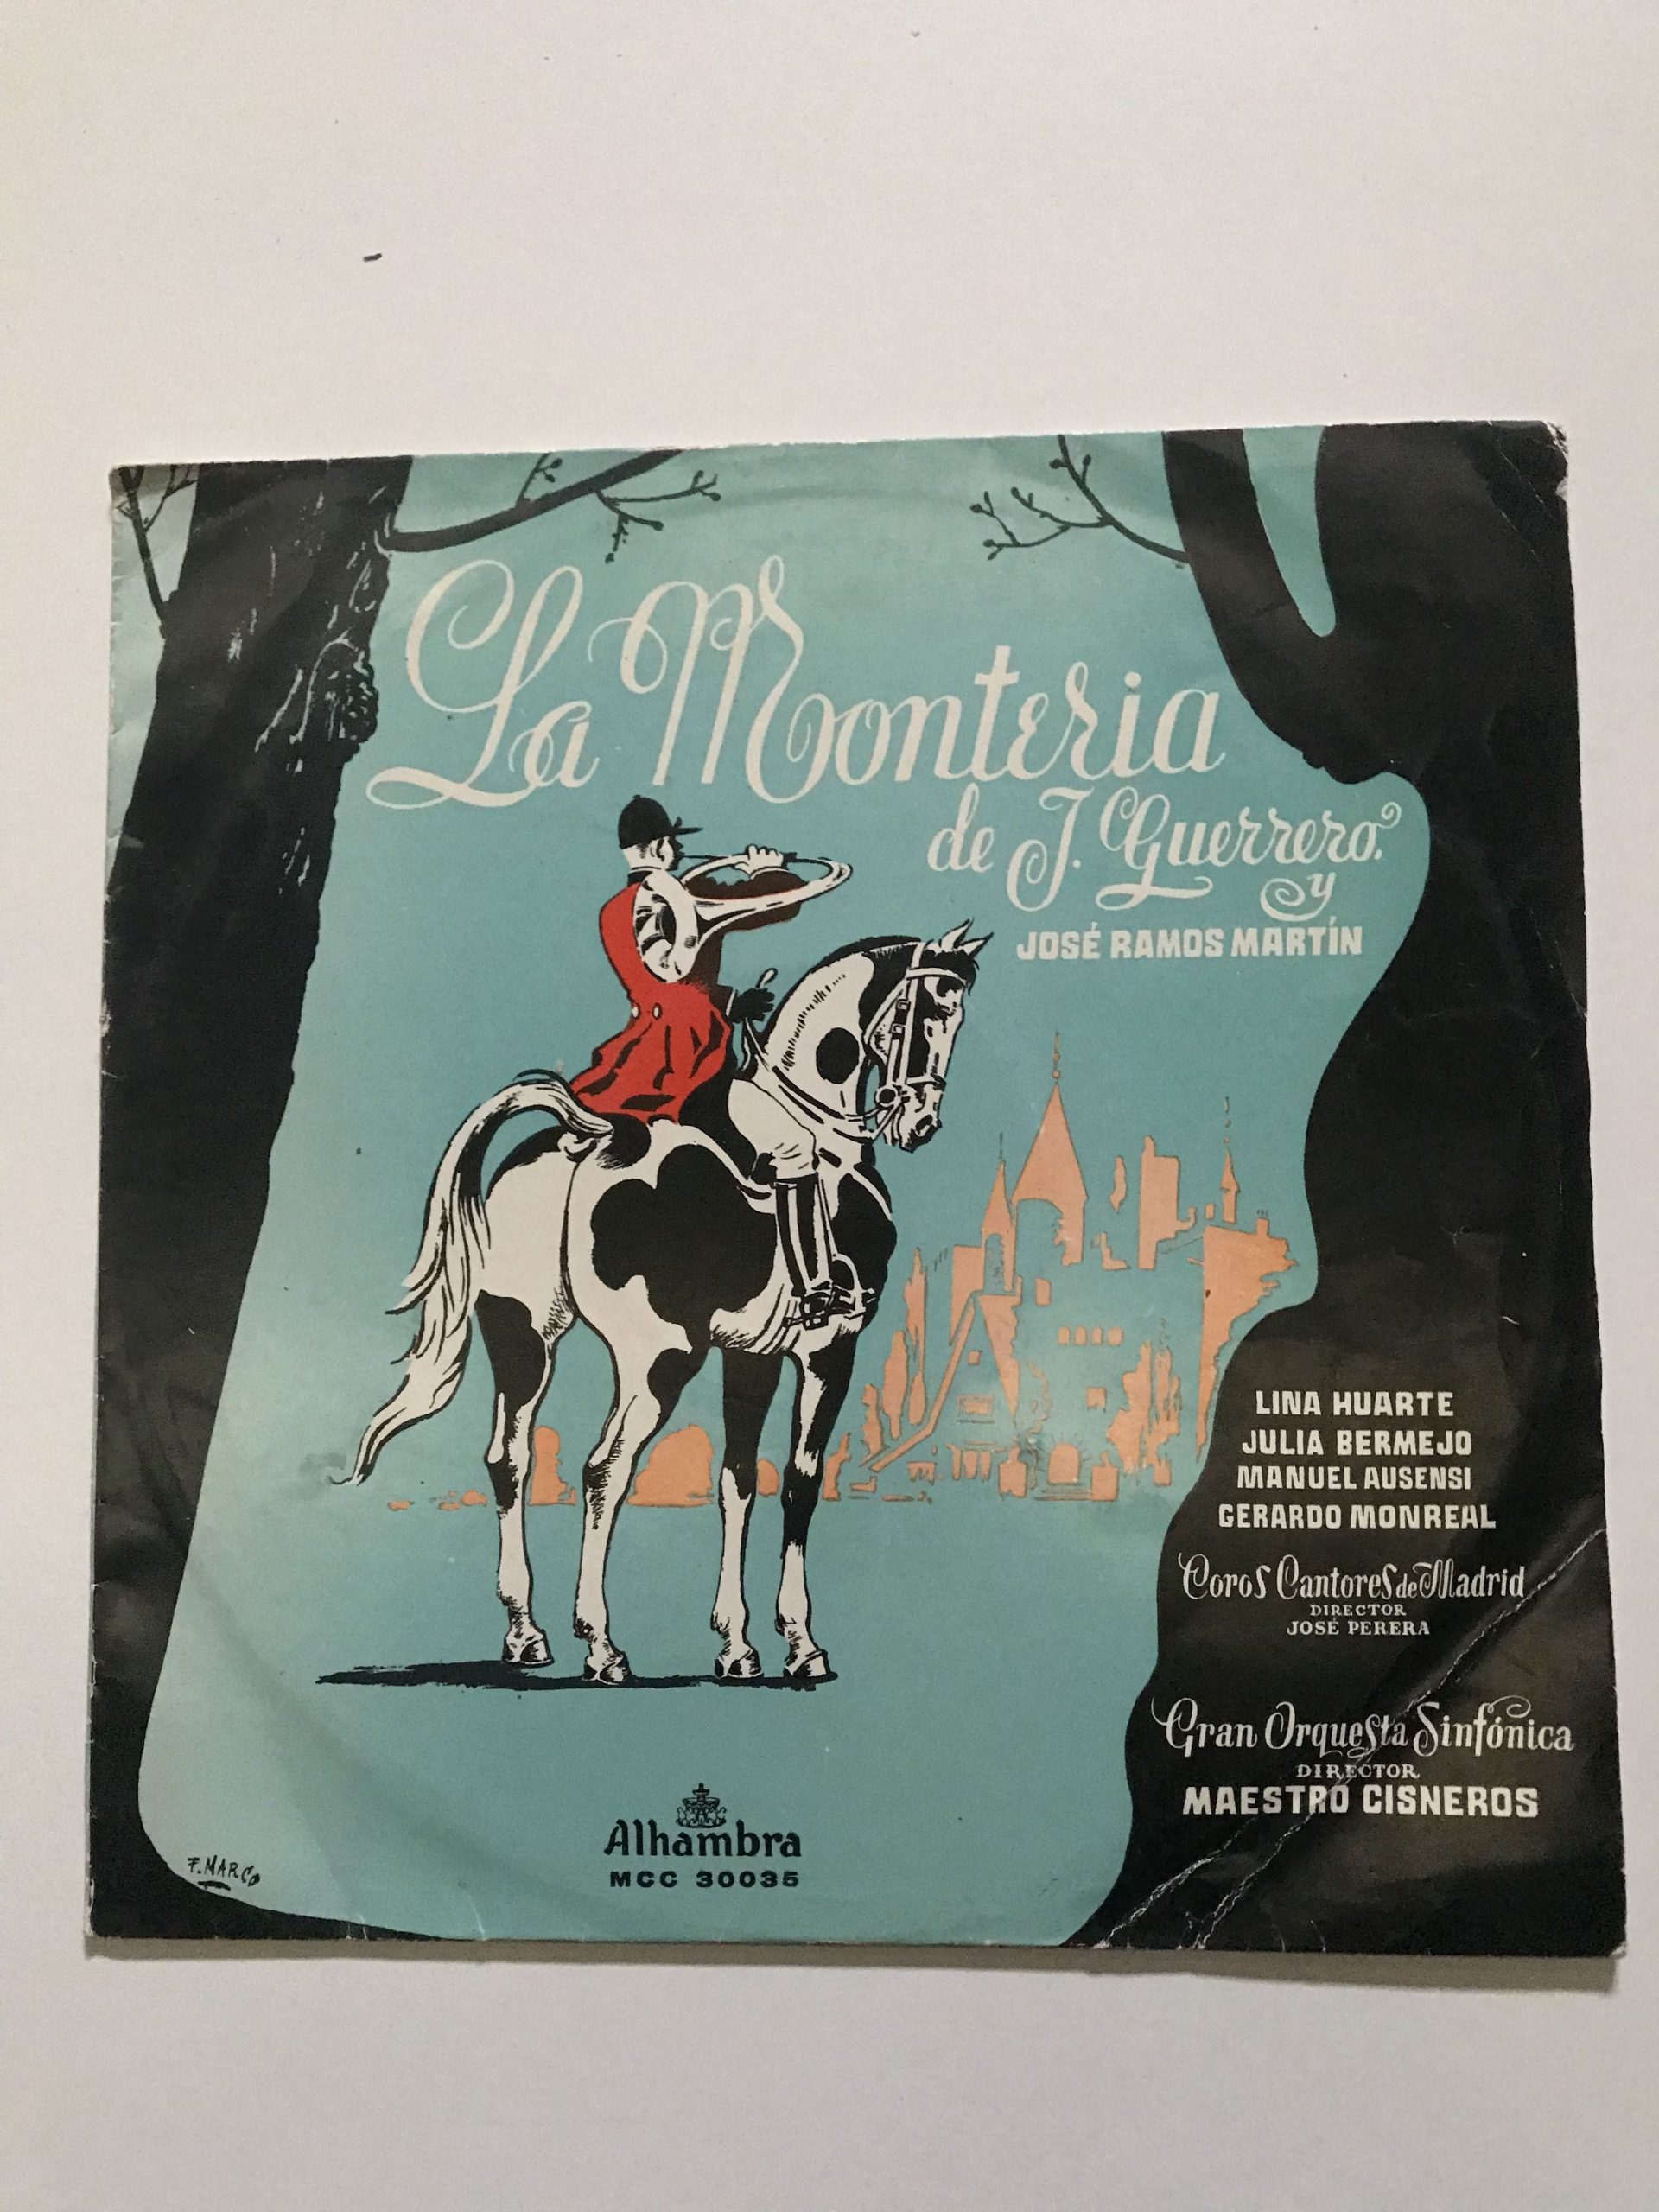 La Monteria
de J. Guerrero.
y
JOSÉ RAMOS MARTÍN
LINA HUARTE
JULIA BERMEJO
MANUEL AUSENSI
GERARDO MONREAL
Coros Cantores de Madrid
DIRECTOR
JOSÉ PERERA
Gran Orquesta Sinfónica
DIRECTOR
MAESTRO CISNEROS
Alhambra
MCC 30035
F. MARCO